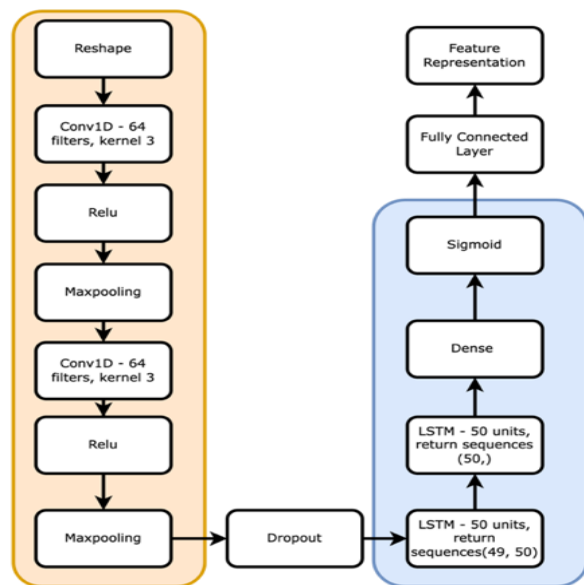 Reshape
Conv1D - 64
filters, kernel 3
Relu
Maxpooling
Conv1D - 64
filters, kernel 3
Relu
Maxpooling
Dropout
LSTM - 50 units,
return
sequences(49, 50)
LSTM - 50 units,
return sequences
(50,)
Dense
Sigmoid
Fully Connected
Layer
Feature
Representation